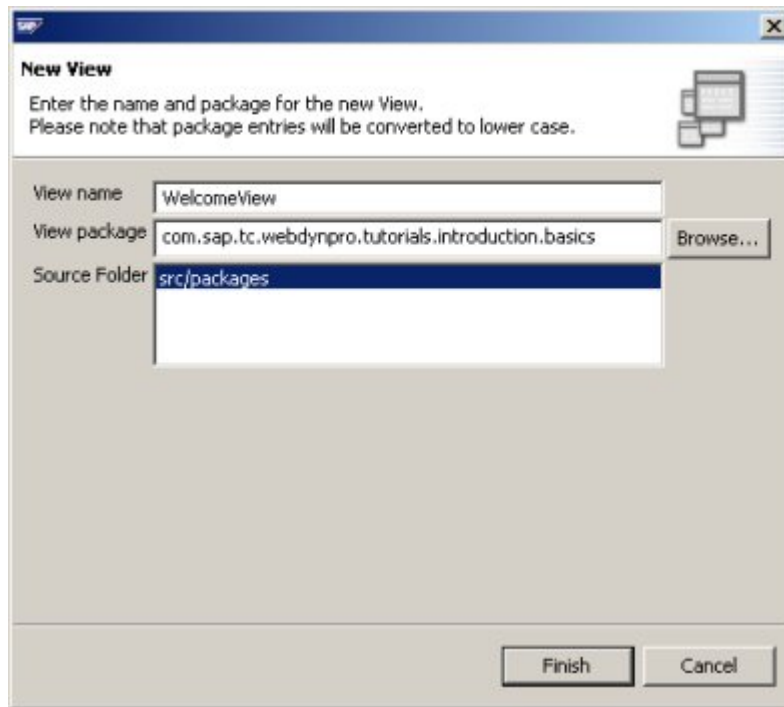 SAP
New View
Enter the name and package for the new View.
Please note that package entries will be converted to lower case.
View name WelcomeView
View package com.sap.tc.webdynpro.tutorials.introduction.basics Browse...
Source Folder src/packages
Finish Cancel